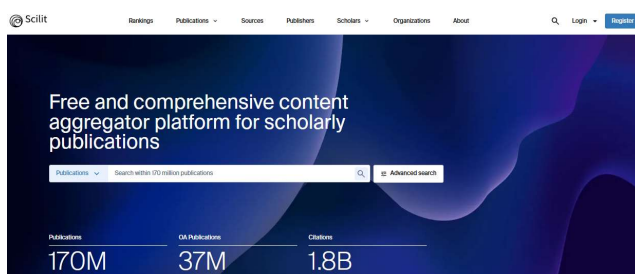 Scilit
Rankings Publications Sources Publishers Scholars Organizations About Login Register
Free and comprehensive content
aggregator platform for scholarly
publications
Publications Search within 170 million publications Advanced search
Publications OA Publications Citations
170M 37M 1.8B